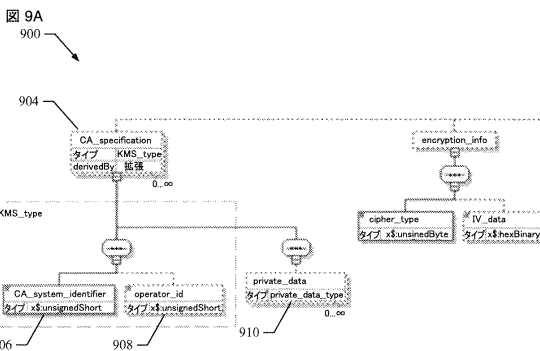 図 9A
900
904
CA_specification
タイプ KMS_type
derivedBy 拡張
0...∞
encryption_info
KMS_type
cipher_type
タイプ x$:unsinedByte
IV_data
タイプ x$:hexBinary
CA_system_identifier
タイプ x$:unsignedShort
operator_id
タイプ x$:unsignedShort
private_data
タイプ private_data_type
0...∞
06
908
910